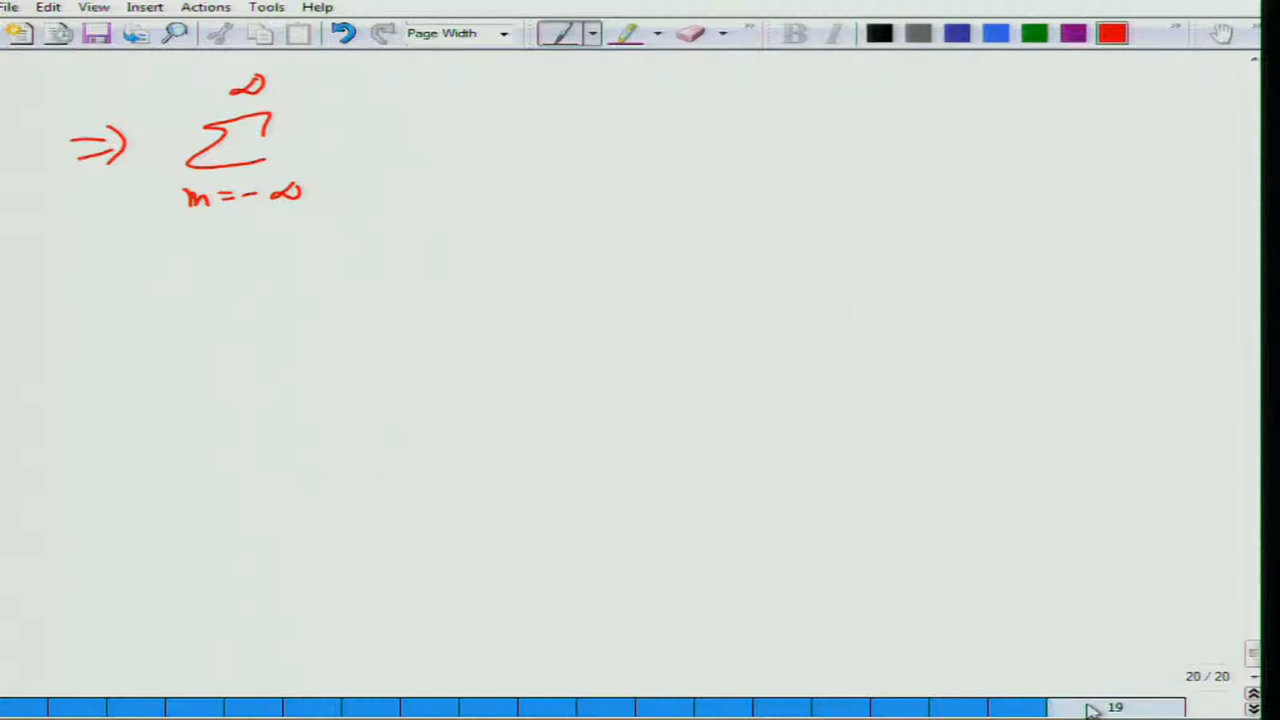 File Edit View Insert Actions Tools Help
Page Width
B I
∞
⇒ Σ
m = - ∞
20 / 20
19